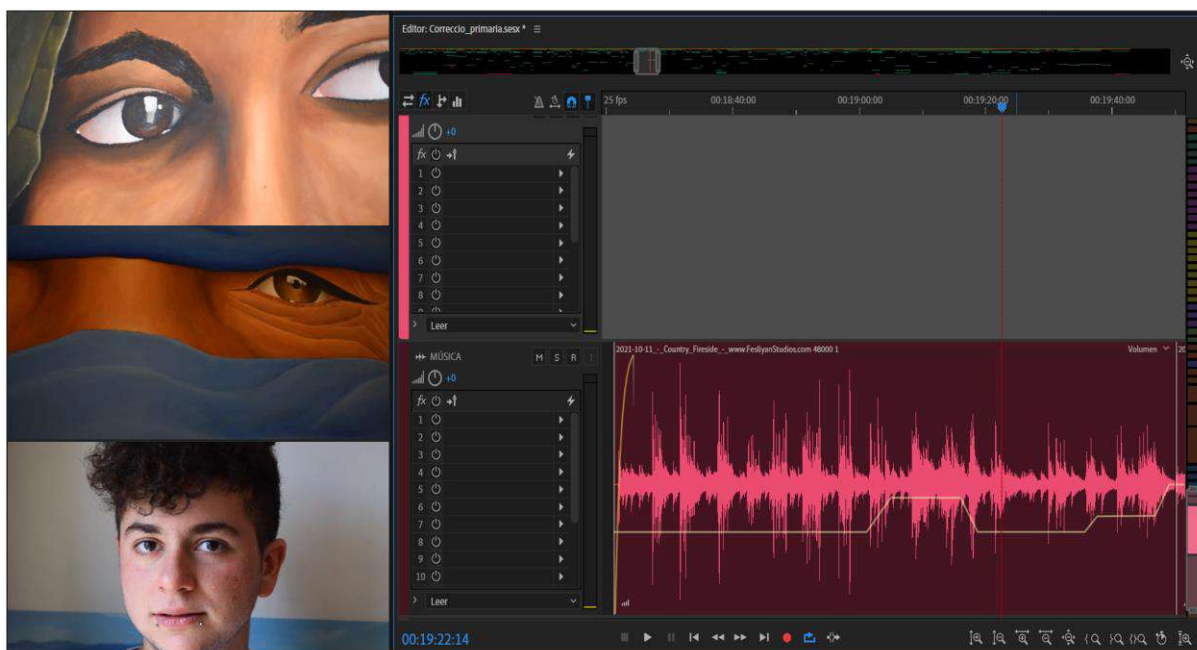 Editor: Correccio_primaria.sesx *
fx
25 fps
00:18:40:00
00:19:00:00
00:19:20:00
00:19:40:00
+0
fx
1
2
3
4
5
6
7
8
Leer
MÚSICA
M S R I
+0
fx
1
2
3
4
5
6
7
8
9
10
Leer
2021-10-11_-_Country_Fireside_-_www.FesliyanStudios.com 48000 1
Volumen
00:19:22:14